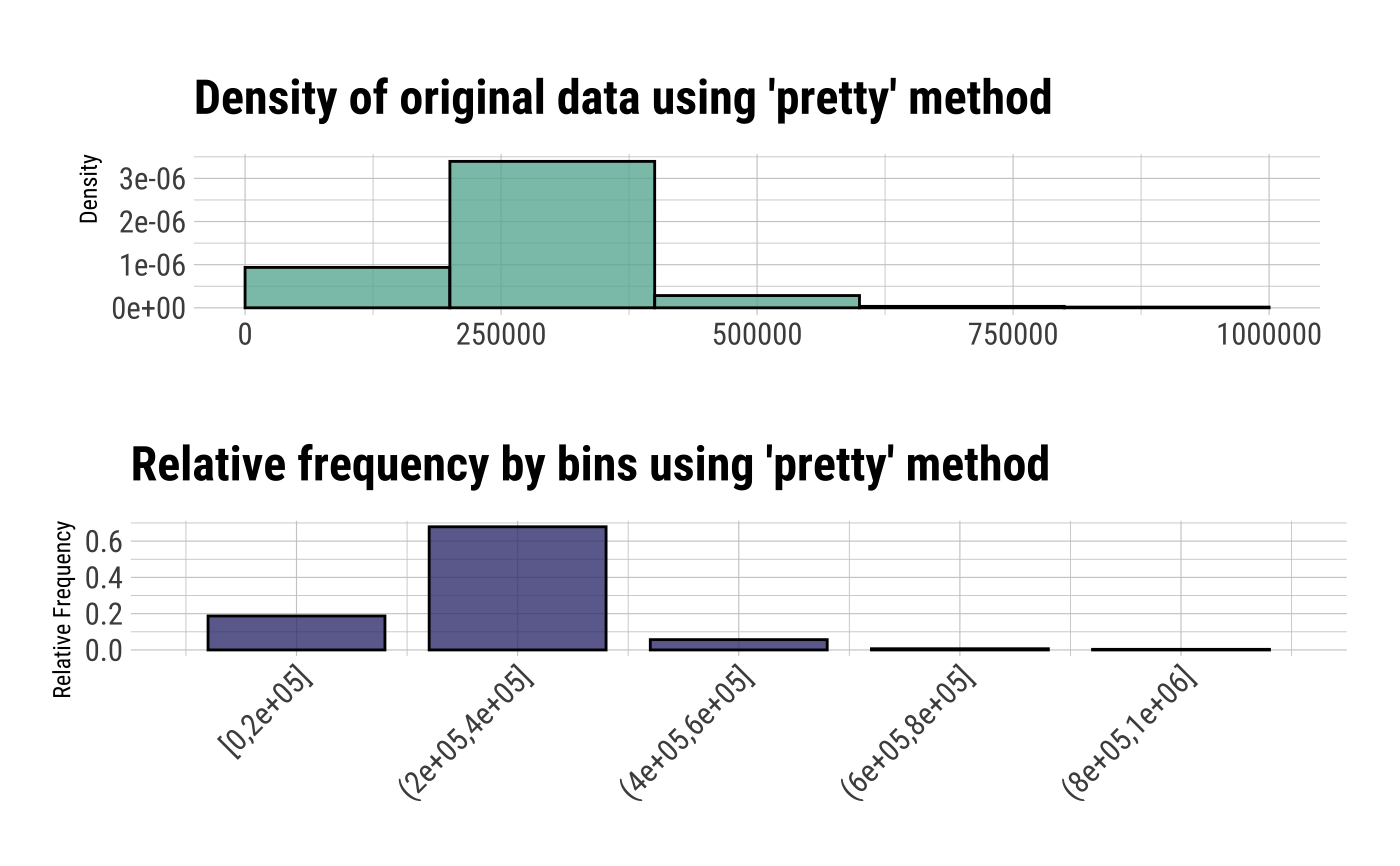 Density of original data using 'pretty' method
Density
3e-06
2e-06
1e-06
0e+00
0 250000 500000 750000 1000000
Relative frequency by bins using 'pretty' method
Relative Frequency
0.6
0.4
0.2
0.0
[0,2e+05] (2e+05,4e+05] (4e+05,6e+05] (6e+05,8e+05] (8e+05,1e+06]